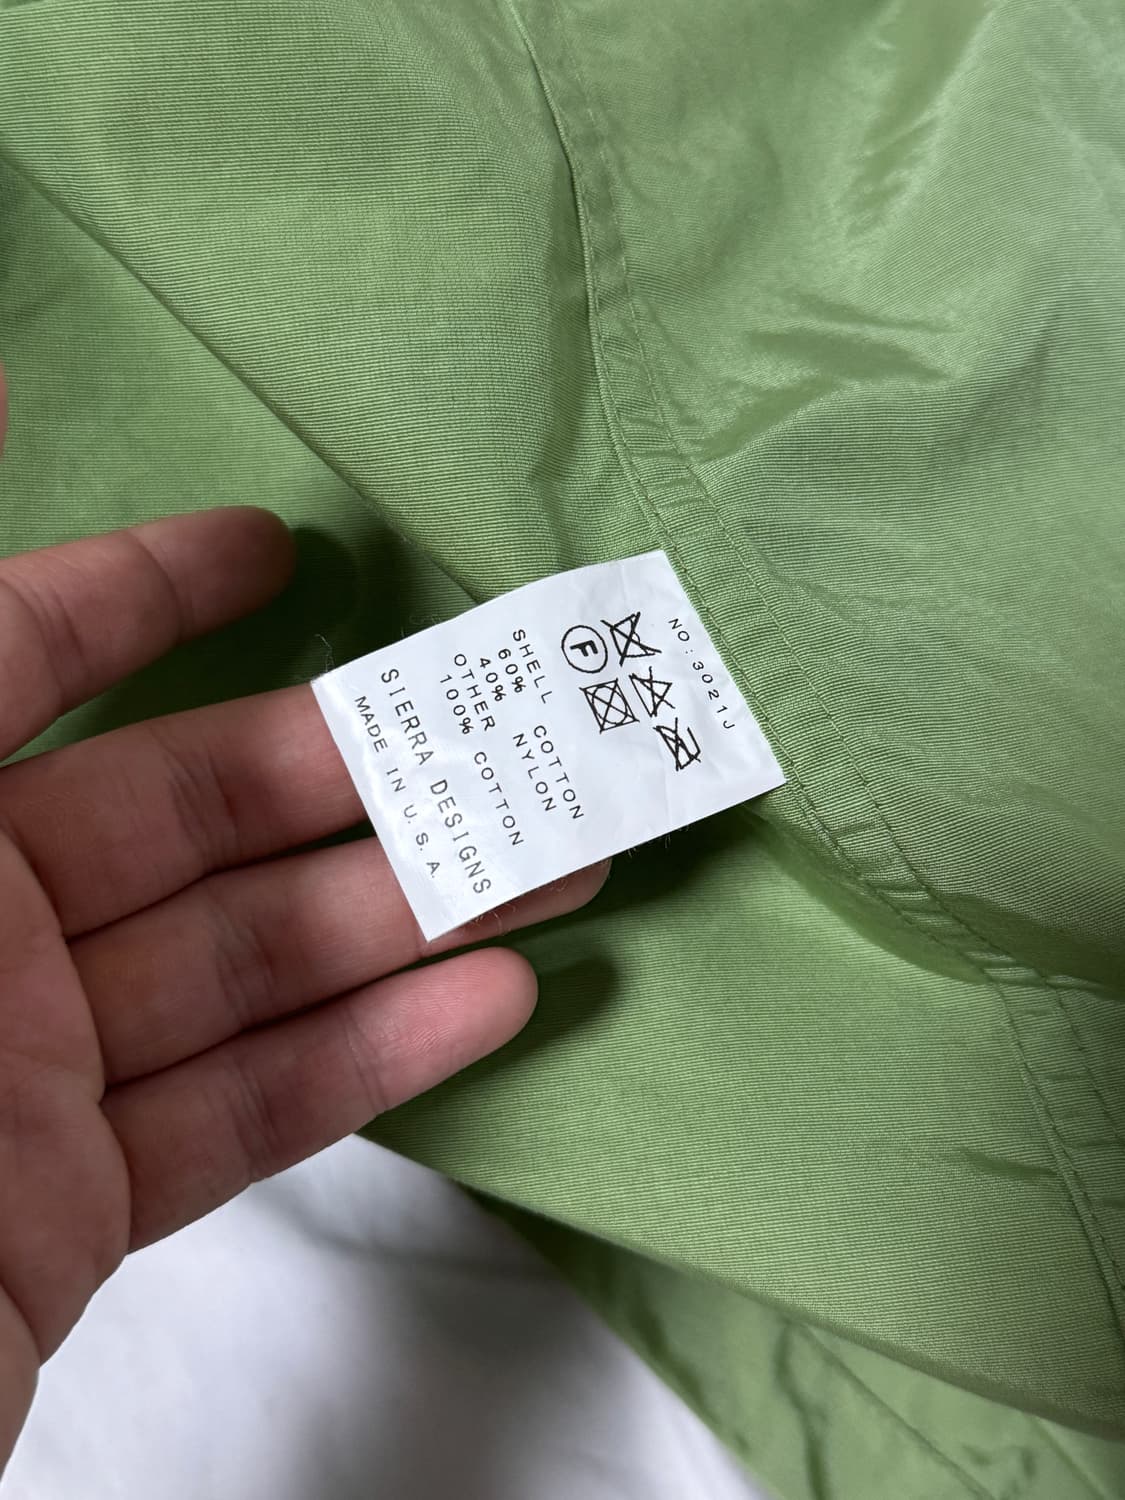 NO:3021J
F
SHELL COTTON
60% NYLON
40%
OTHER COTTON
100%
SIERRA DESIGNS
MADE IN U.S.A.